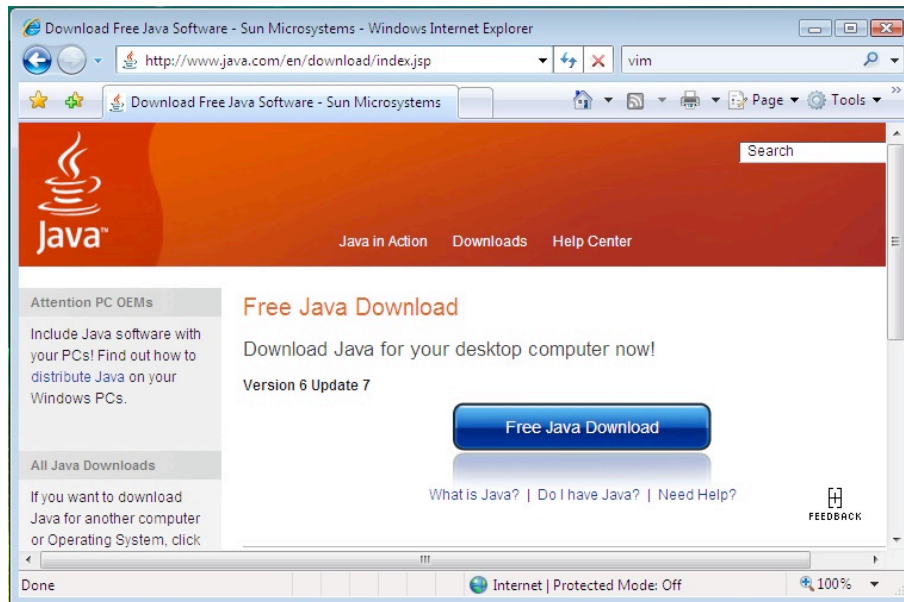 Download Free Java Software - Sun Microsystems - Windows Internet Explorer
http://www.java.com/en/download/index.jsp
vim
Download Free Java Software - Sun Microsystems
Page
Tools
Search
Java™
Java in Action
Downloads
Help Center
Attention PC OEMs
Include Java software with
your PCs! Find out how to
distribute Java on your
Windows PCs.
All Java Downloads
If you want to download
Java for another computer
or Operating System, click
Free Java Download
Download Java for your desktop computer now!
Version 6 Update 7
Free Java Download
What is Java? | Do I have Java? | Need Help?
[+]
FEEDBACK
Done
Internet | Protected Mode: Off
100%